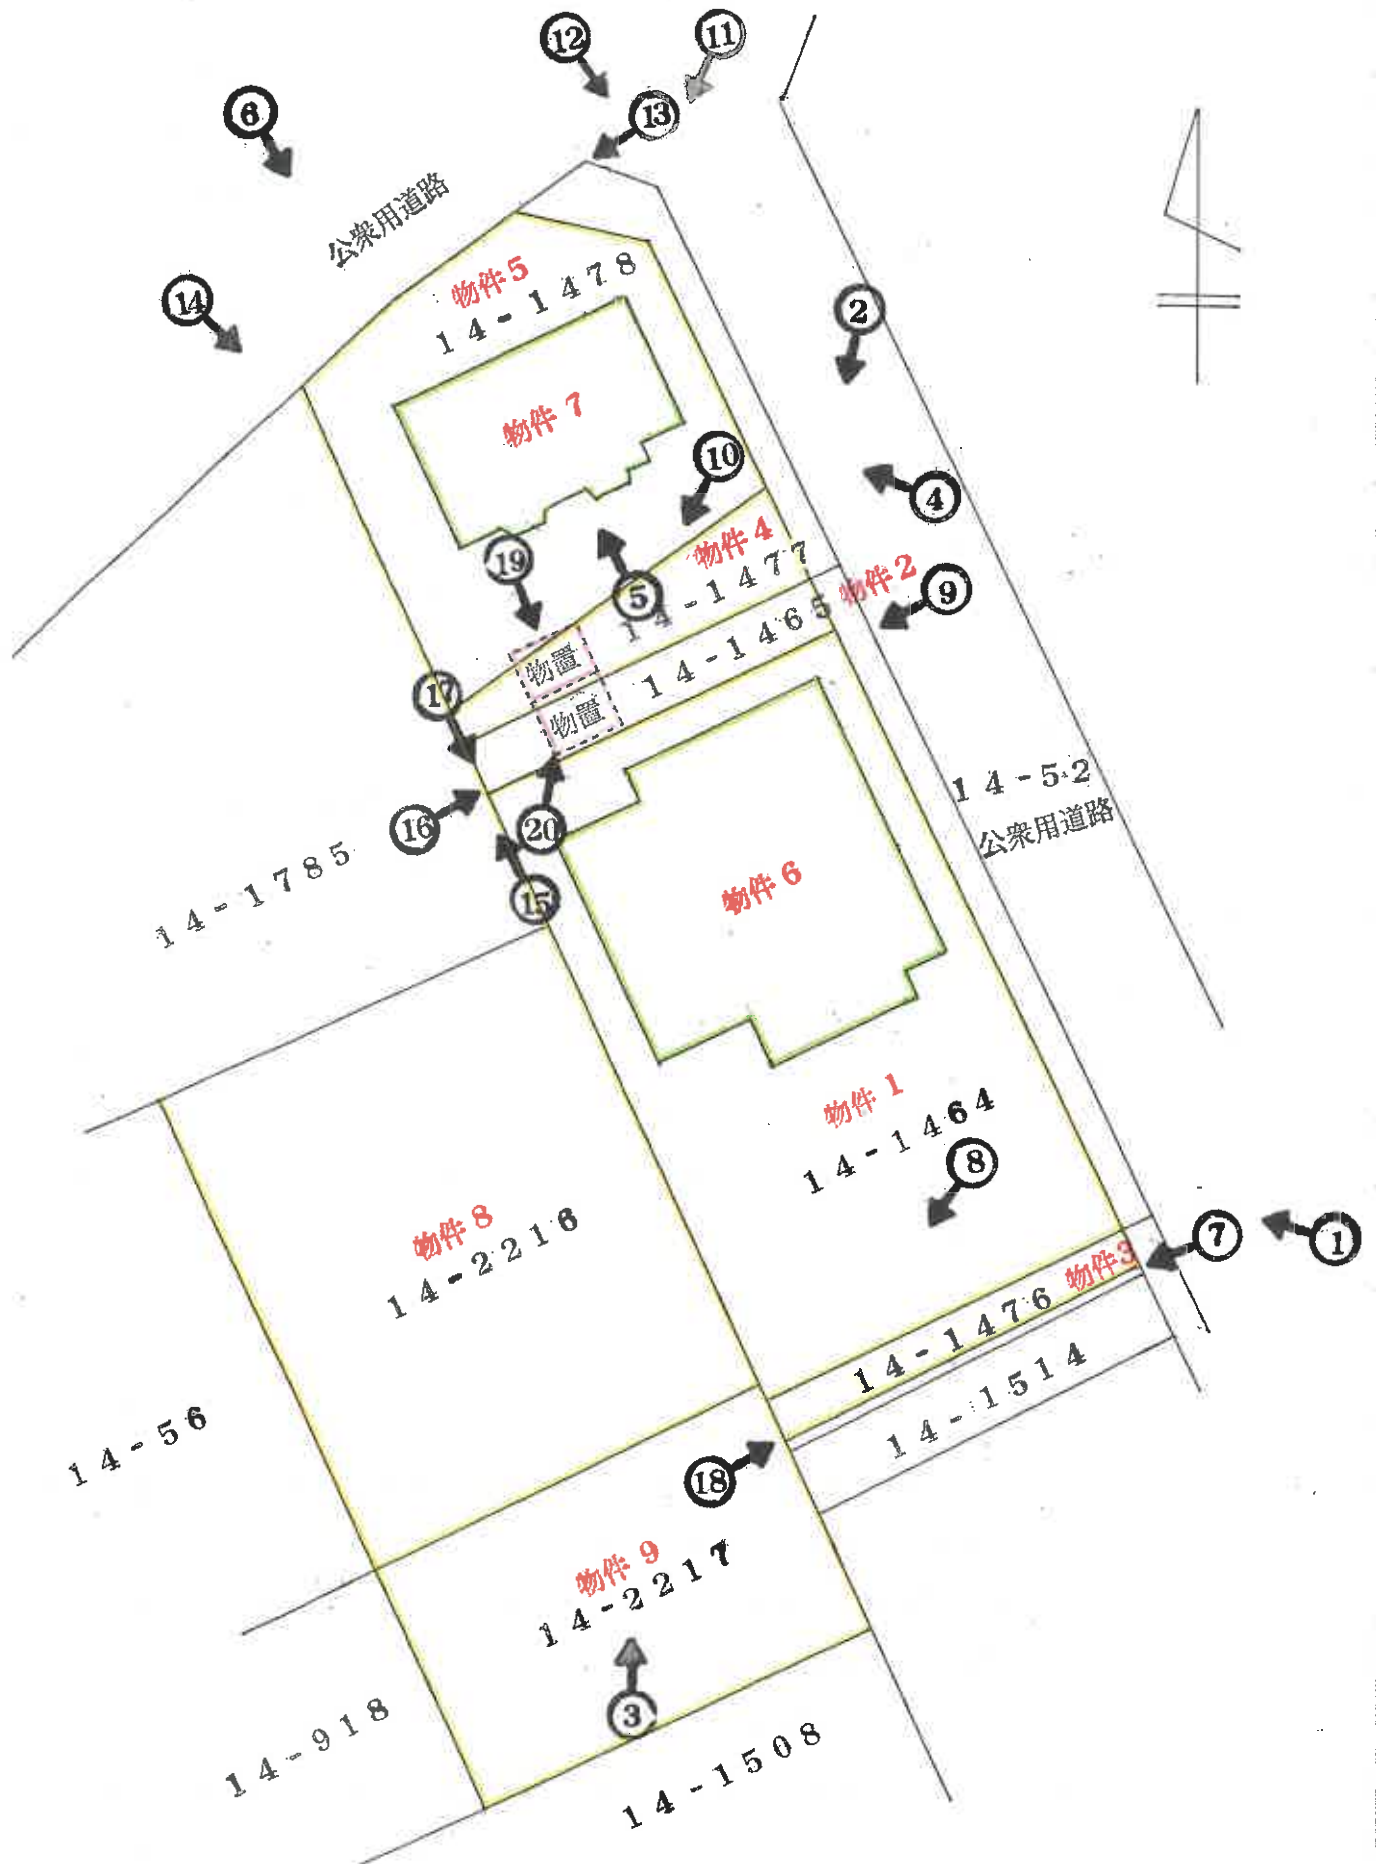 ⑫
⑪
⑬
⑥
公衆用道路
⑭
物件5
14-1478
②
物件7
⑩
④
⑲
物件4
14-1477
⑤
物件2
14-1465
⑨
物置
物置
⑰
⑯
⑳
14-52
公衆用道路
14-1785
⑮
物件6
物件1
14-1464
⑧
物件8
14-2216
⑦
①
物件3
14-1476
14-1514
14-56
⑱
物件9
14-2217
③
14-918
14-1508